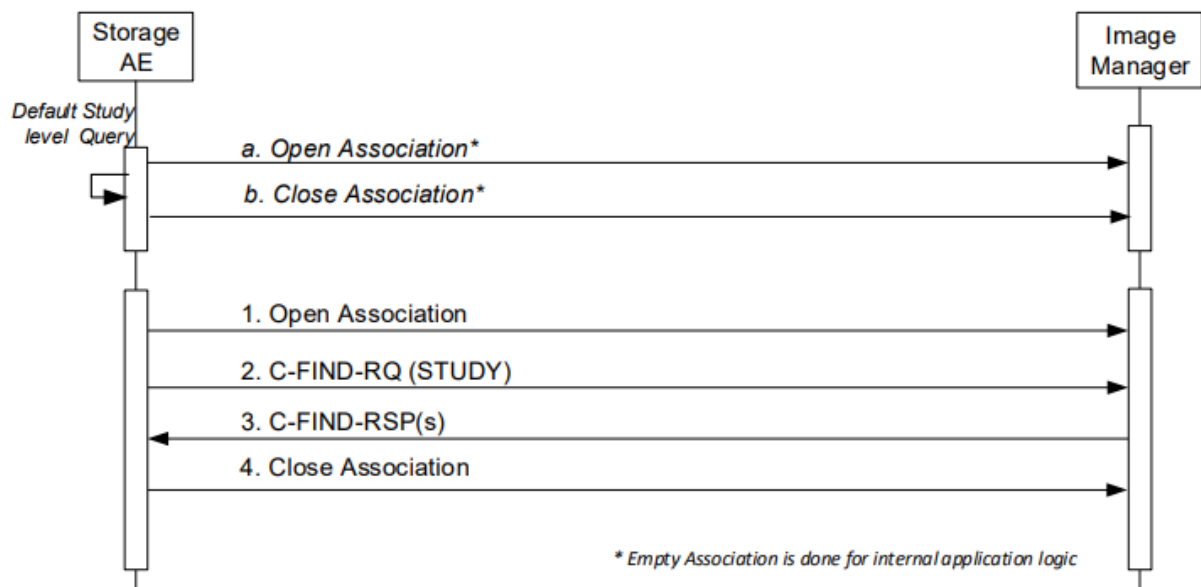 Storage
AE
Image
Manager
Default Study
level Query
a. Open Association*
b. Close Association*
1. Open Association
2. C-FIND-RQ (STUDY)
3. C-FIND-RSP(s)
4. Close Association
* Empty Association is done for internal application logic